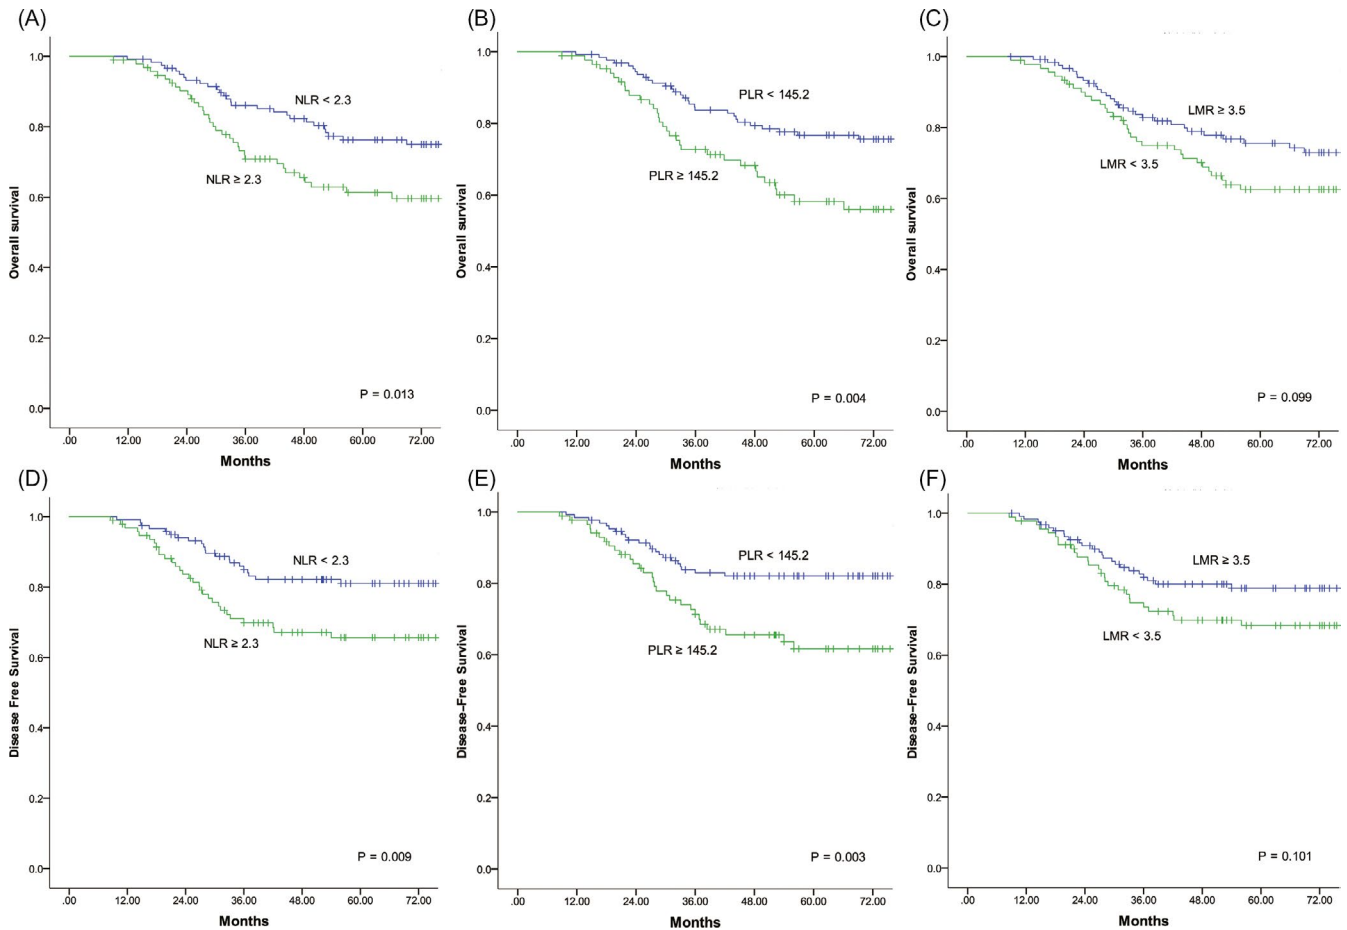 (A)
1.0
0.8
0.6
0.4
0.2
0.0
Overall survival
NLR < 2.3
NLR ≥ 2.3
P = 0.013
.00 12.00 24.00 36.00 48.00 60.00 72.00
Months
(B)
1.0
0.8
0.6
0.4
0.2
0.0
Overall survival
PLR < 145.2
PLR ≥ 145.2
P = 0.004
.00 12.00 24.00 36.00 48.00 60.00 72.00
Months
(C)
1.0
0.8
0.6
0.4
0.2
0.0
Overall survival
LMR ≥ 3.5
LMR < 3.5
P = 0.099
.00 12.00 24.00 36.00 48.00 60.00 72.00
Months
(D)
1.0
0.8
0.6
0.4
0.2
0.0
Disease Free Survival
NLR < 2.3
NLR ≥ 2.3
P = 0.009
.00 12.00 24.00 36.00 48.00 60.00 72.00
Months
(E)
1.0
0.8
0.6
0.4
0.2
0.0
Disease-Free Survival
PLR < 145.2
PLR ≥ 145.2
P = 0.003
.00 12.00 24.00 36.00 48.00 60.00 72.00
Months
(F)
1.0
0.8
0.6
0.4
0.2
0.0
Disease-Free Survival
LMR ≥ 3.5
LMR < 3.5
P = 0.101
.00 12.00 24.00 36.00 48.00 60.00 72.00
Months